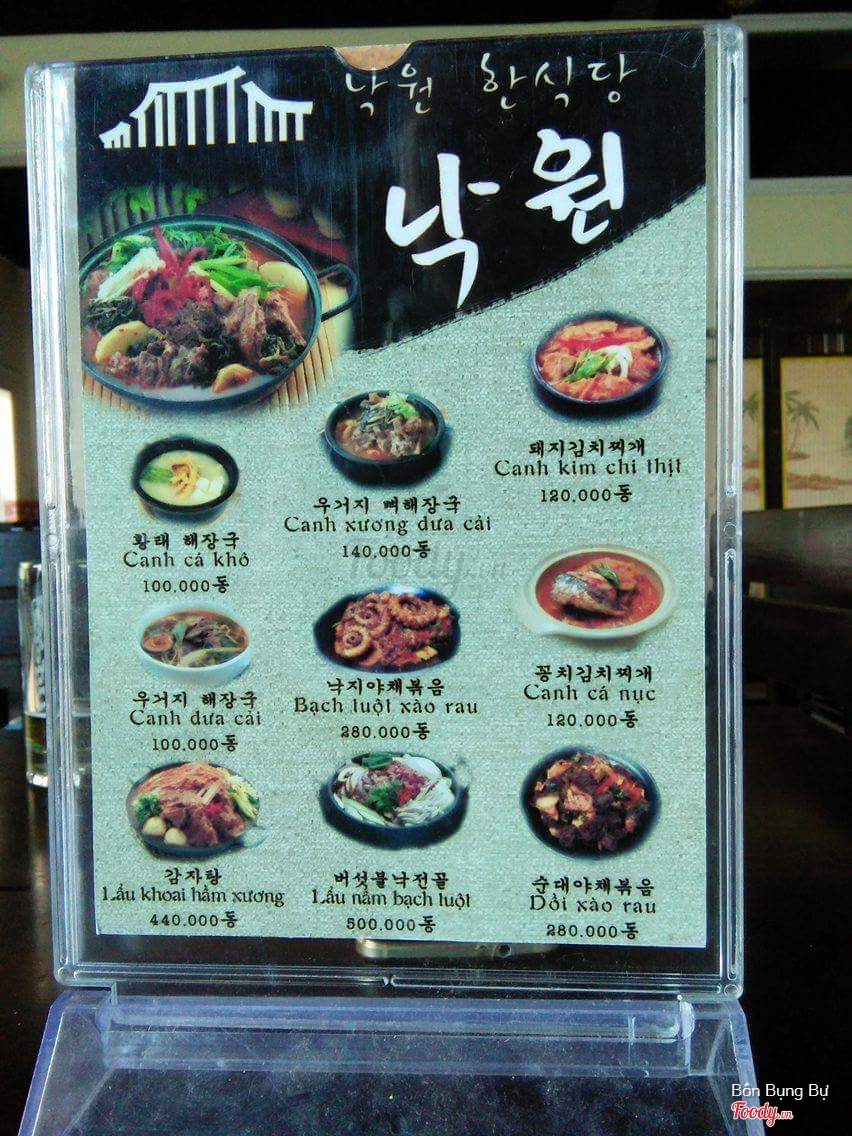 낙원 한식당
낙원
돼지김치찌개
Canh kim chi thịt
120,000동
우거지 뼈해장국
Canh xương dưa cải
140,000동
황태 해장국
Canh cá khô
100,000동
꽁치김치찌개
Canh cá nục
120,000동
낙지야채볶음
Bạch luột xào rau
280,000동
우거지 해장국
Canh dưa cải
100,000동
감자탕
Lẩu khoai hầm xương
440,000동
버섯불낙전골
Lẩu nấm bạch luột
500,000동
순대야채볶음
Dồi xào rau
280,000동
Foody.vn
Bôn Bụng Bự
Foody.vn